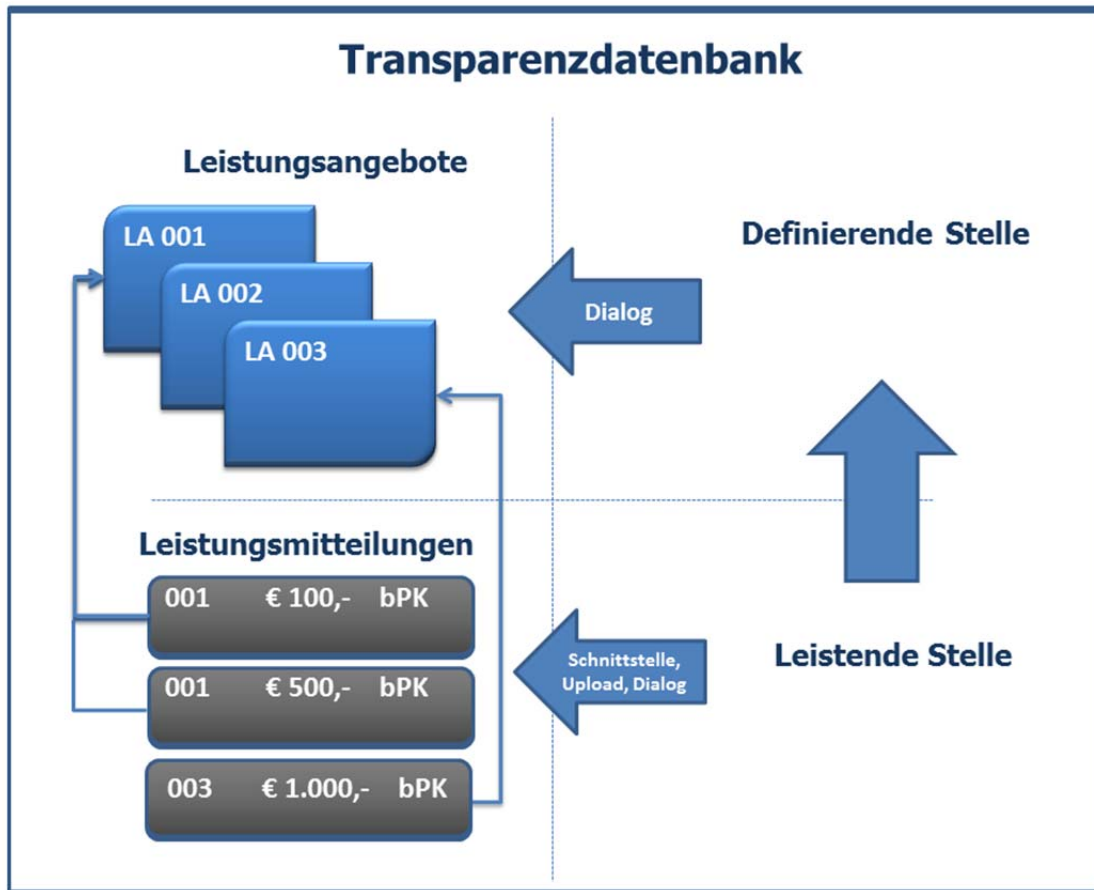 Transparenzdatenbank
Leistungsangebote
LA 001
LA 002
LA 003
Dialog
Definierende Stelle
Leistungsmitteilungen
001 € 100,- bPK
001 € 500,- bPK
003 € 1.000,- bPK
Schnittstelle,
Upload, Dialog
Leistende Stelle